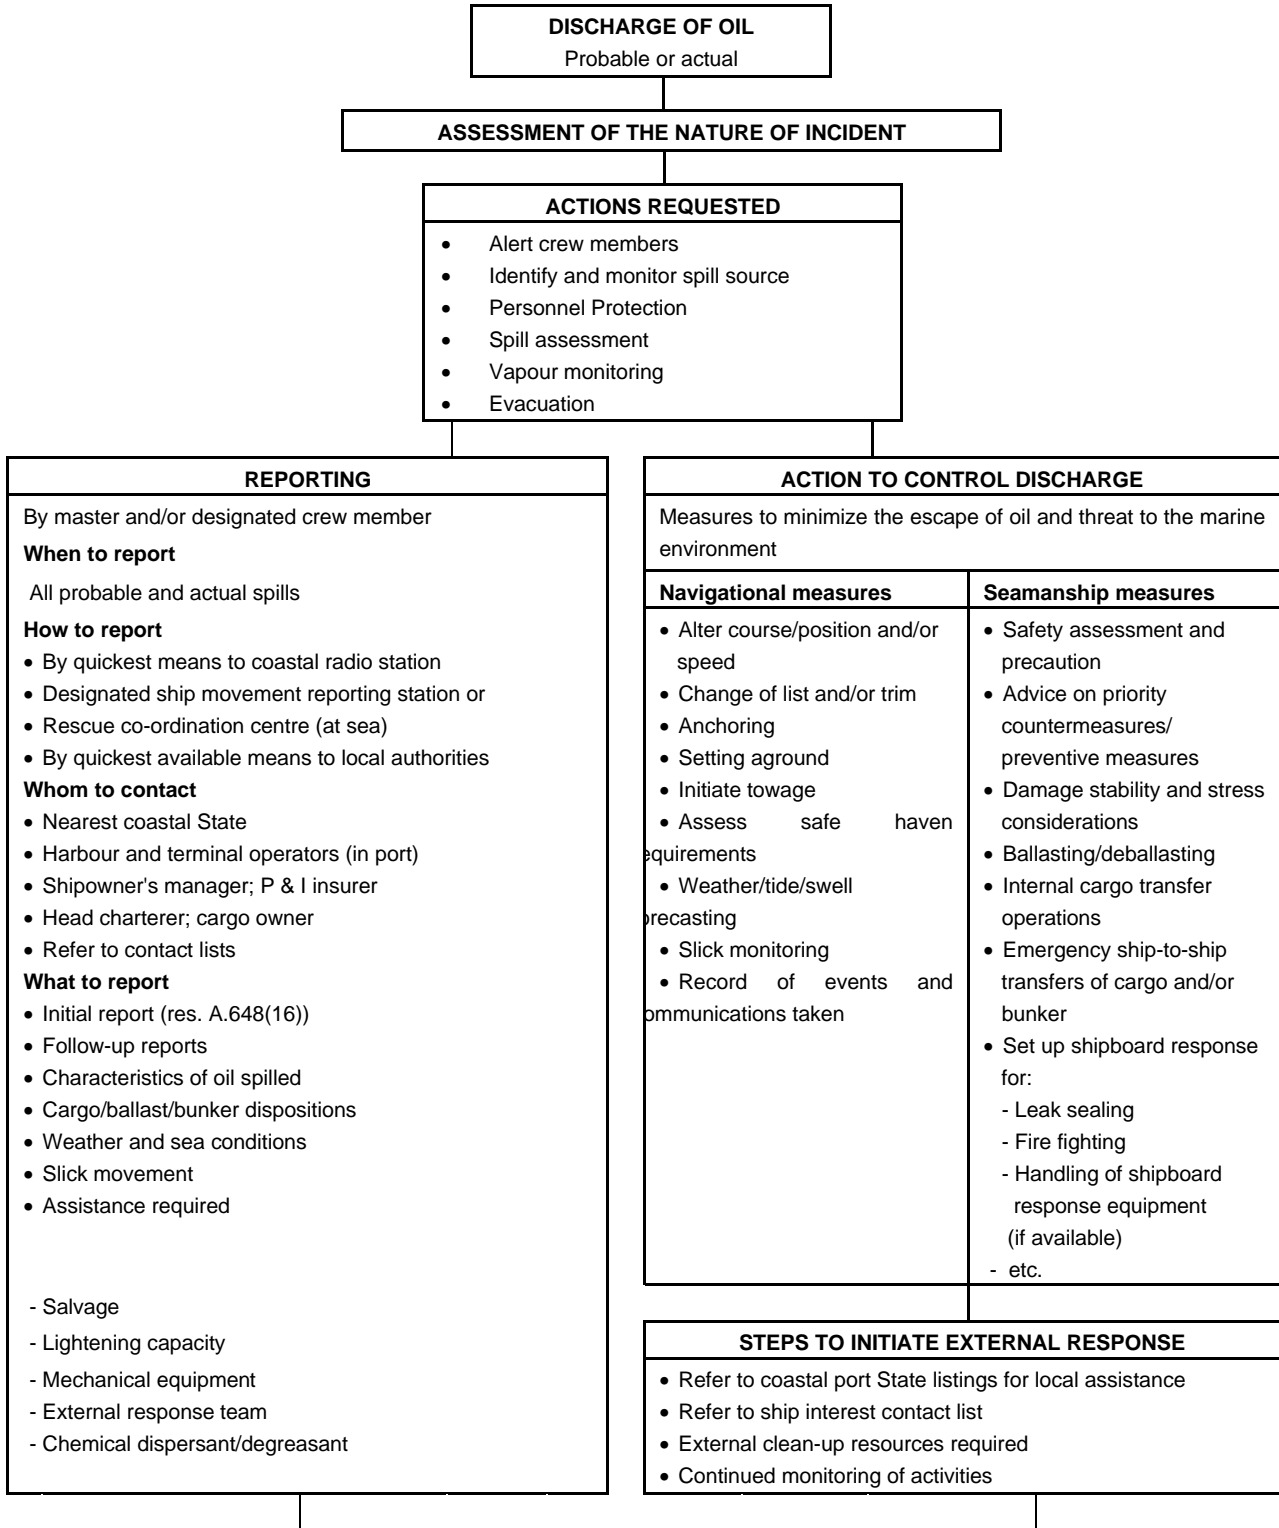 DISCHARGE OF OIL
Probable or actual
ASSESSMENT OF THE NATURE OF INCIDENT
ACTIONS REQUESTED
• Alert crew members
• Identify and monitor spill source
• Personnel Protection
• Spill assessment
• Vapour monitoring
• Evacuation
REPORTING
By master and/or designated crew member
When to report
All probable and actual spills
How to report
• By quickest means to coastal radio station
• Designated ship movement reporting station or
• Rescue co-ordination centre (at sea)
• By quickest available means to local authorities
Whom to contact
• Nearest coastal State
• Harbour and terminal operators (in port)
• Shipowner's manager; P & I insurer
• Head charterer; cargo owner
• Refer to contact lists
What to report
• Initial report (res. A.648(16))
• Follow-up reports
• Characteristics of oil spilled
• Cargo/ballast/bunker dispositions
• Weather and sea conditions
• Slick movement
• Assistance required
- Salvage
- Lightening capacity
- Mechanical equipment
- External response team
- Chemical dispersant/degreasant
ACTION TO CONTROL DISCHARGE
Measures to minimize the escape of oil and threat to the marine
environment
Navigational measures
• Alter course/position and/or
speed
• Change of list and/or trim
• Anchoring
• Setting aground
• Initiate towage
• Assess safe haven
equirements
• Weather/tide/swell
orecasting
• Slick monitoring
• Record of events and
ommunications taken
Seamanship measures
• Safety assessment and
precaution
• Advice on priority
countermeasures/
preventive measures
• Damage stability and stress
considerations
• Ballasting/deballasting
• Internal cargo transfer
operations
• Emergency ship-to-ship
transfers of cargo and/or
bunker
• Set up shipboard response
for:
- Leak sealing
- Fire fighting
- Handling of shipboard
response equipment
(if available)
- etc.
STEPS TO INITIATE EXTERNAL RESPONSE
• Refer to coastal port State listings for local assistance
• Refer to ship interest contact list
• External clean-up resources required
• Continued monitoring of activities